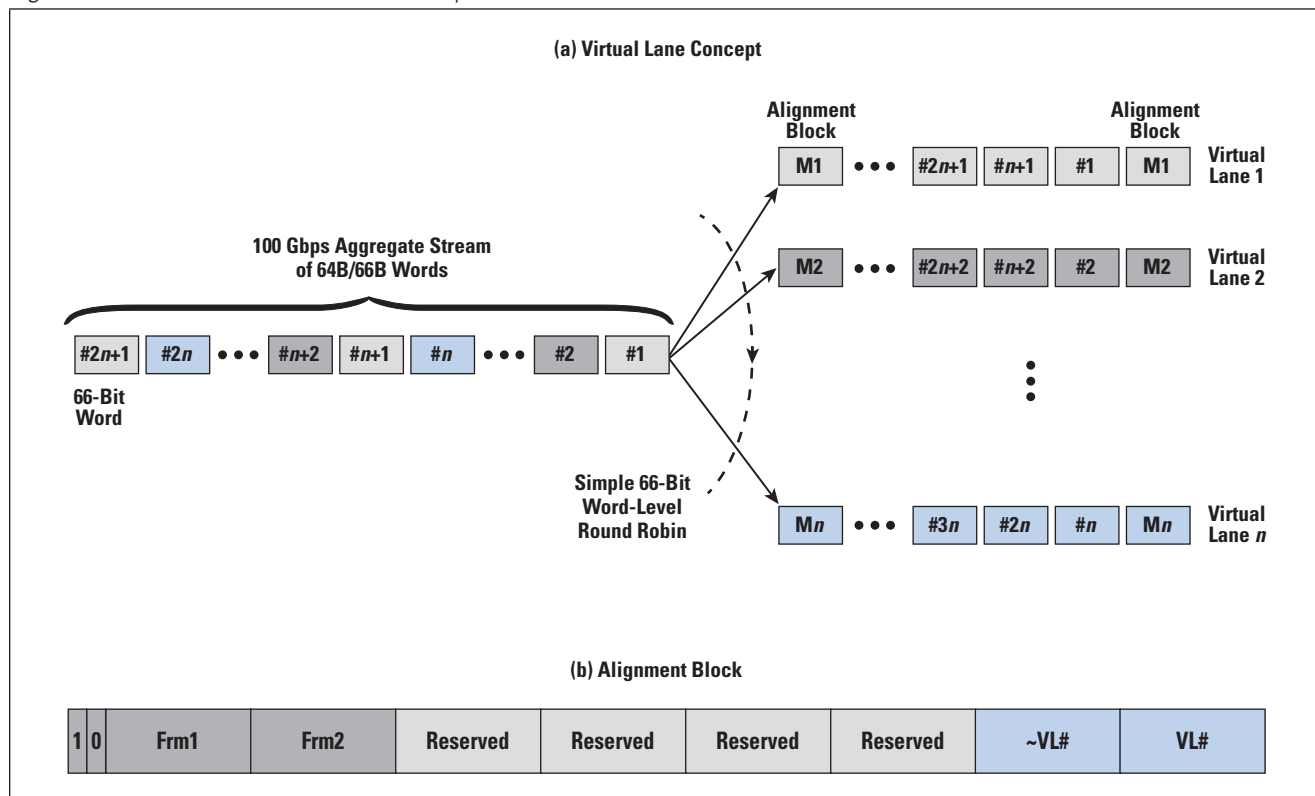 (a) Virtual Lane Concept
Alignment
Block
Alignment
Block
M1 ••• #2n+1 #n+1 #1 M1
Virtual
Lane 1
100 Gbps Aggregate Stream
of 64B/66B Words
M2 ••• #2n+2 #n+2 #2 M2
Virtual
Lane 2
#2n+1 #2n ••• #n+2 #n+1 #n ••• #2 #1
66-Bit
Word
Simple 66-Bit
Word-Level
Round Robin
Mn ••• #3n #2n #n Mn
Virtual
Lane n
(b) Alignment Block
1 0 Frm1 Frm2 Reserved Reserved Reserved Reserved ~VL# VL#